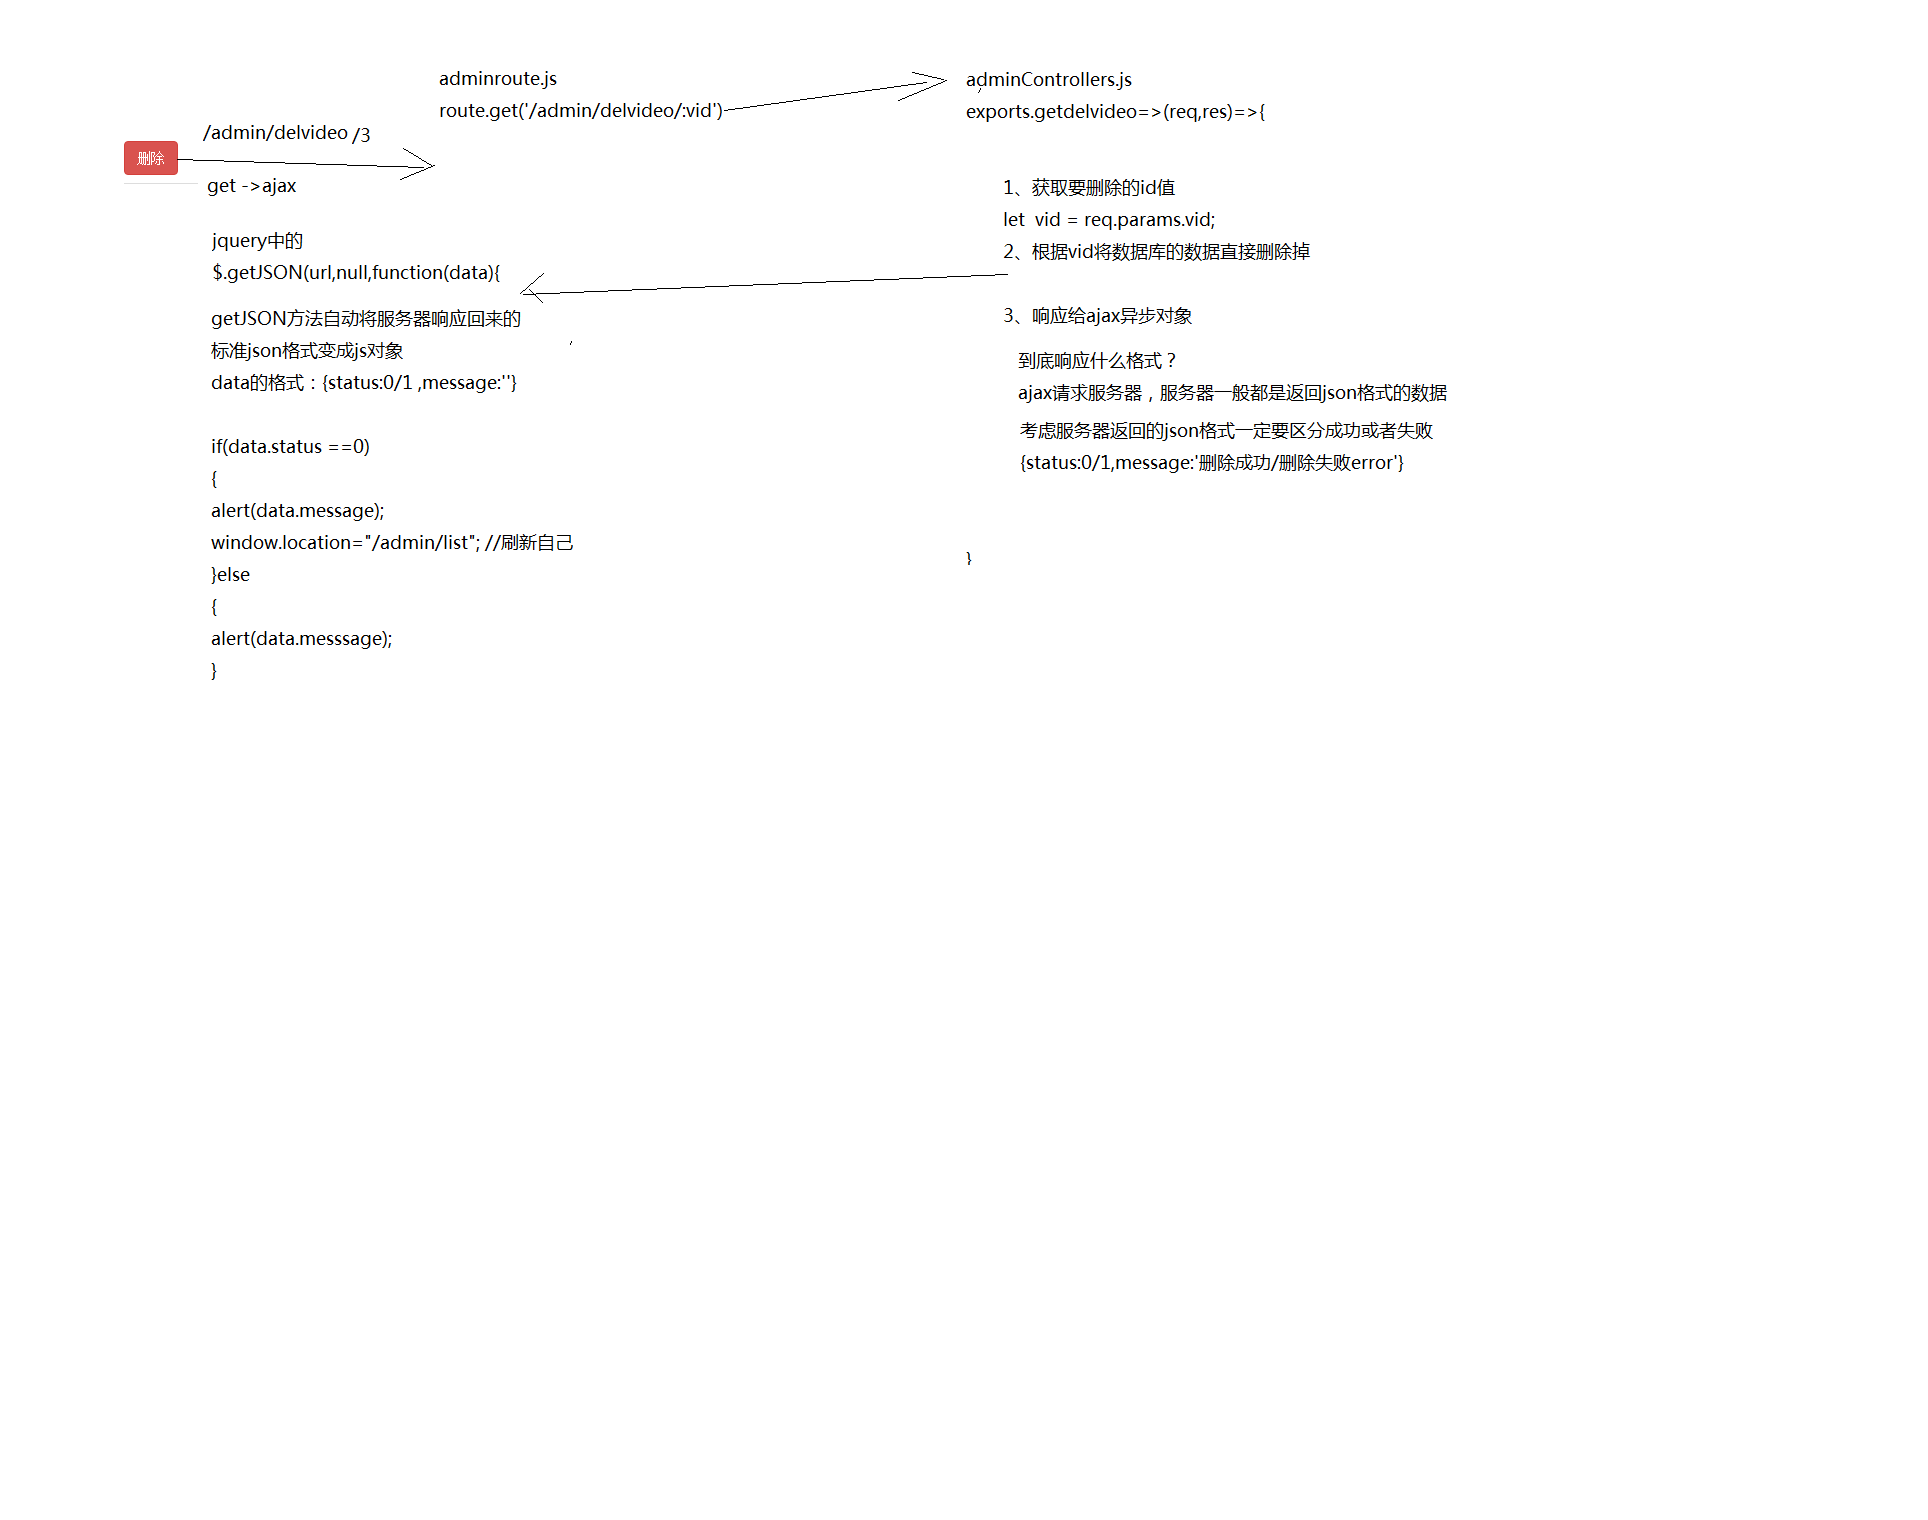 删除
/admin/delvideo /3
get ->ajax
jquery中的
$.getJSON(url,null,function(data){
getJSON方法自动将服务器响应回来的
标准json格式变成js对象
data的格式：{status:0/1 ,message:''}
if(data.status ==0)
{
alert(data.message);
window.location="/admin/list"; //刷新自己
}else
{
alert(data.messsage);
}
adminroute.js
route.get('/admin/delvideo/:vid')
adminControllers.js
exports.getdelvideo=>(req,res)=>{
1、获取要删除的id值
let  vid = req.params.vid;
2、根据vid将数据库的数据直接删除掉
3、响应给ajax异步对象
到底响应什么格式？
ajax请求服务器，服务器一般都是返回json格式的数据
考虑服务器返回的json格式一定要区分成功或者失败
{status:0/1,message:'删除成功/删除失败error'}
}